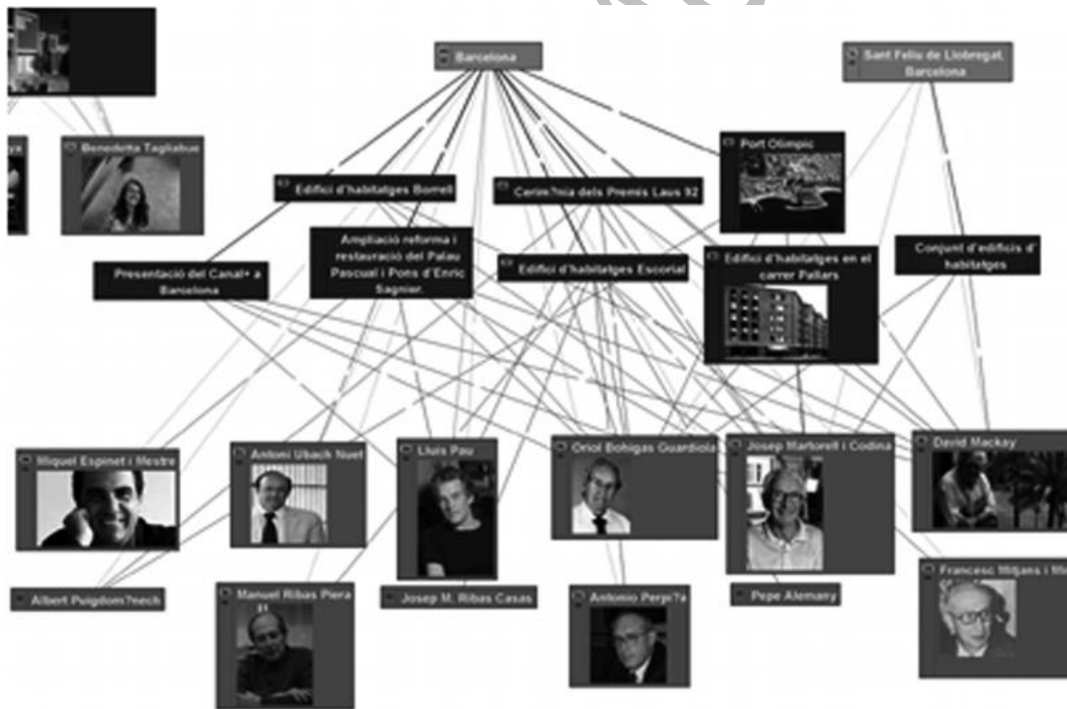 Barcelona
Sant Feliu de Llobregat,
Barcelona
Benedetta Tagliabue
Port Olímpic
Edifici d'habitatges Borrell
Cerim?nia dels Premis Laus 92
Ampliació reforma i
restauració del Palau
Pascual i Pons d'Enric
Sagnier.
Presentació del Canal+ a
Barcelona
Edifici d'habitatges Escorial
Edifici d'habitatges en el
carrer Pallars
Conjunt d'edificis d'
habitatges
Miquel Espinet i Mestre
Antoni Ubach Nuet
Lluís Pau
Oriol Bohigas Guardiola
Josep Martorell i Codina
David Mackay
Albert Puigdom?nech
Manuel Ribas Piera
Josep M. Ribas Casas
Antonio Perpi?a
Pepe Alemany
Francesc Mitjans i Mir